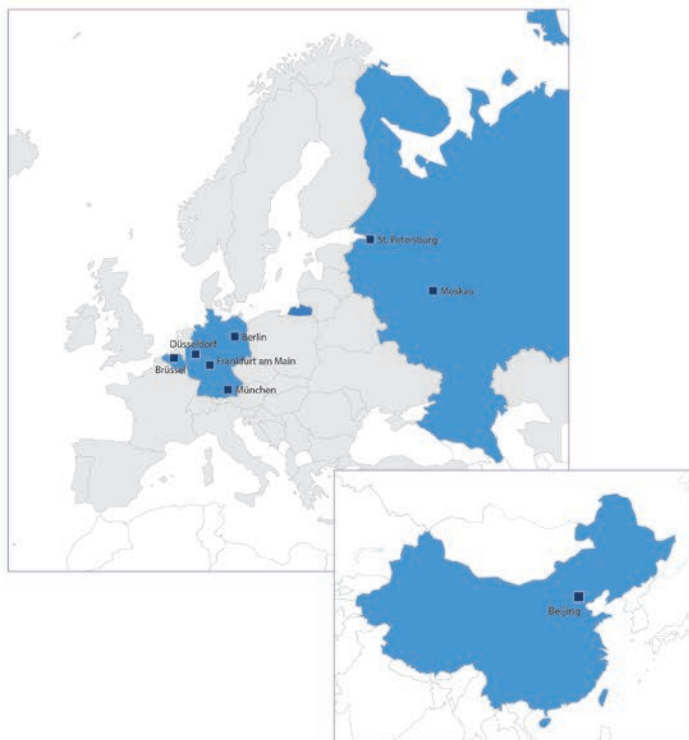 St. Petersburg
Moskau
Berlin
Düsseldorf
Brüssel
Frankfurt am Main
München
Beijing